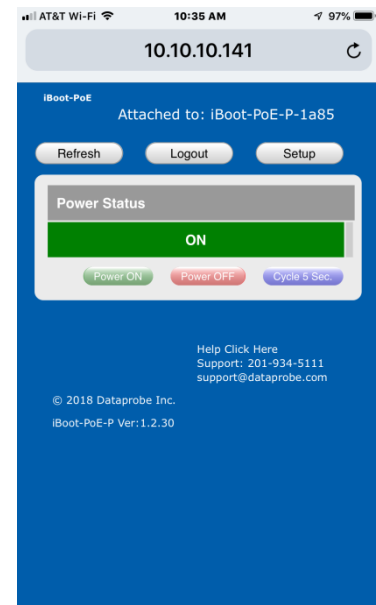 AT&T Wi-Fi 10:35 AM 97%
10.10.10.141
iBoot-PoE
Attached to: iBoot-PoE-P-1a85
Refresh Logout Setup
Power Status
ON
Power ON Power OFF Cycle 5 Sec.
Help Click Here
Support: 201-934-5111
support@dataprobe.com
© 2018 Dataprobe Inc.
iBoot-PoE-P Ver:1.2.30